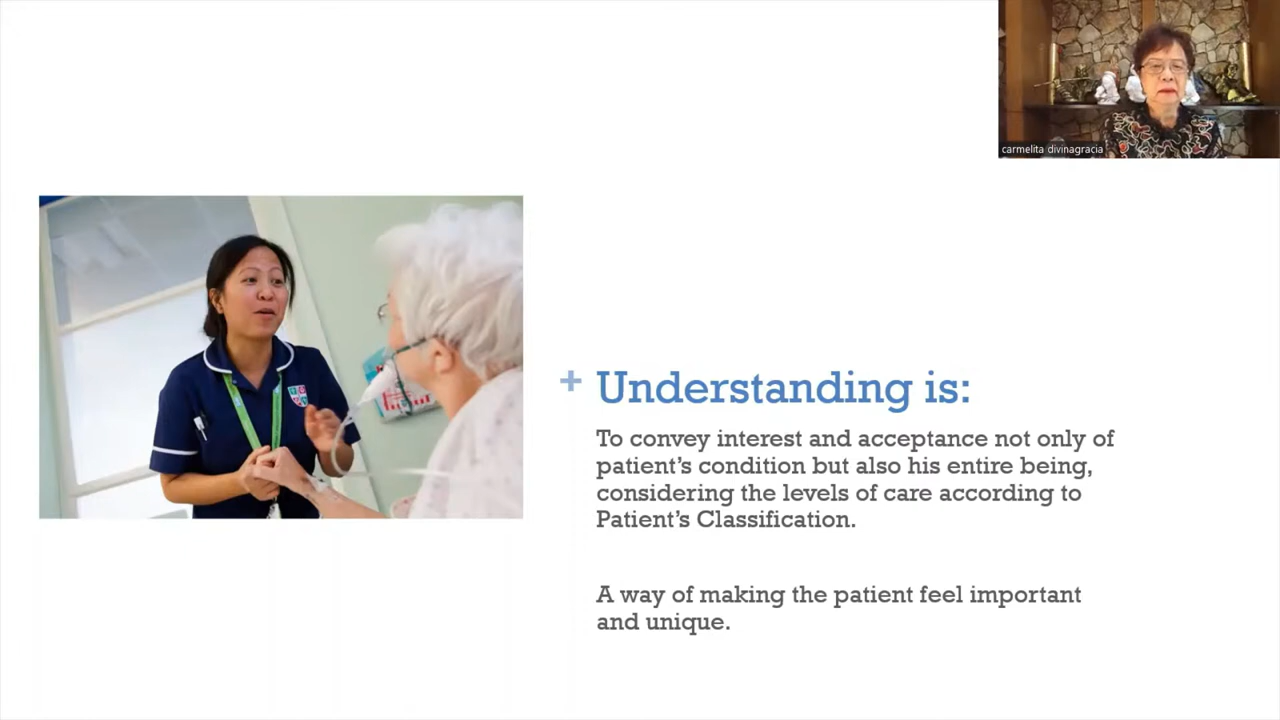 carmelita divinagracia
+ Understanding is:
To convey interest and acceptance not only of
patient's condition but also his entire being,
considering the levels of care according to
Patient's Classification.
A way of making the patient feel important
and unique.